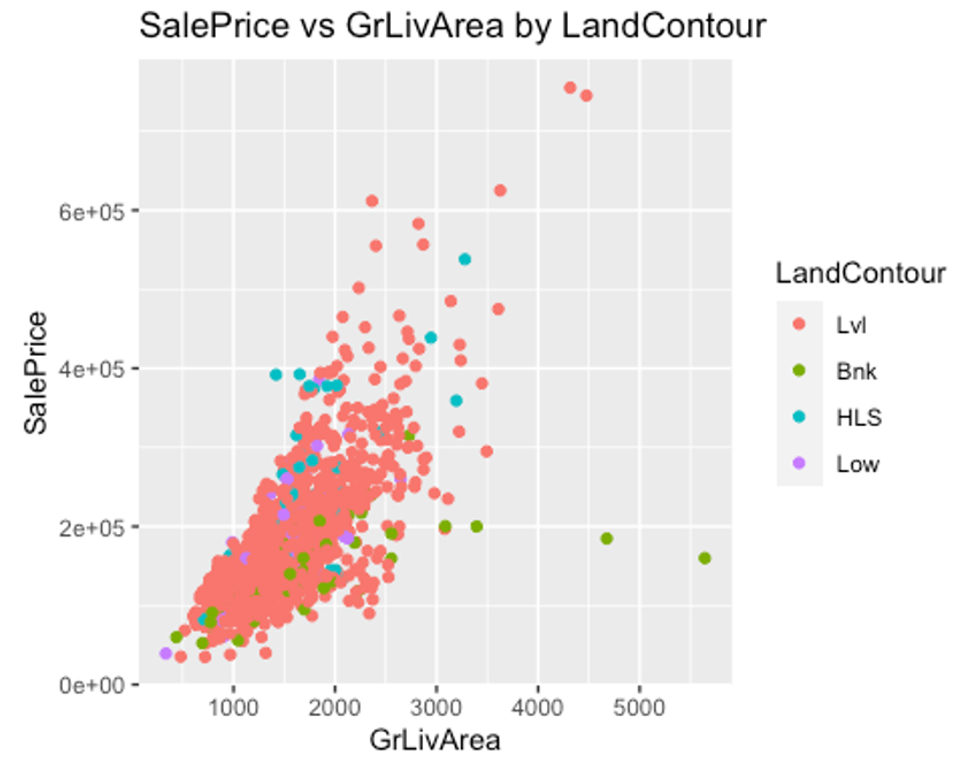 SalePrice vs GrLivArea by LandContour
6e+05
4e+05
2e+05
0e+00
SalePrice
1000 2000 3000 4000 5000
GrLivArea
LandContour
Lvl
Bnk
HLS
Low